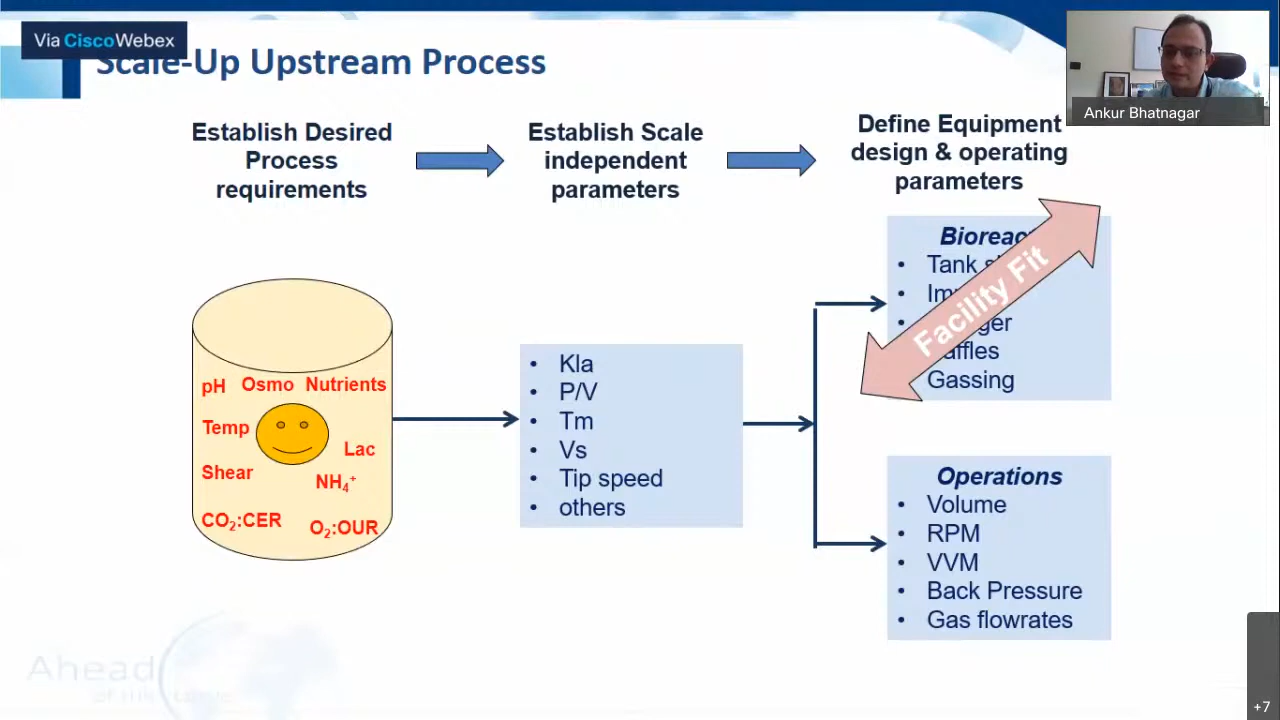 Via CiscoWebex
Scale-Up Upstream Process
Ankur Bhatnagar
Establish Desired
Process
requirements
Establish Scale
independent
parameters
Define Equipment
design & operating
parameters
pH Osmo Nutrients
Temp
Lac
Shear
NH₄⁺
CO₂:CER
O₂:OUR
• Kla
• P/V
• Tm
• Vs
• Tip speed
• others
• Tank
Facility Fit
• Gassing
Operations
• Volume
• RPM
• VVM
• Back Pressure
• Gas flowrates
Ahead
+7